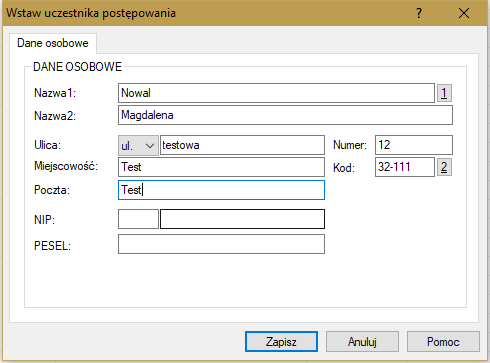 Wstaw uczestnika postępowania ?
Dane osobowe
DANE OSOBOWE
Nazwa1: Nowal 1
Nazwa2: Magdalena
Ulica: ul. testowa Numer: 12
Miejscowość: Test Kod: 32-111 2
Poczta: Test
NIP:
PESEL:
Zapisz Anuluj Pomoc